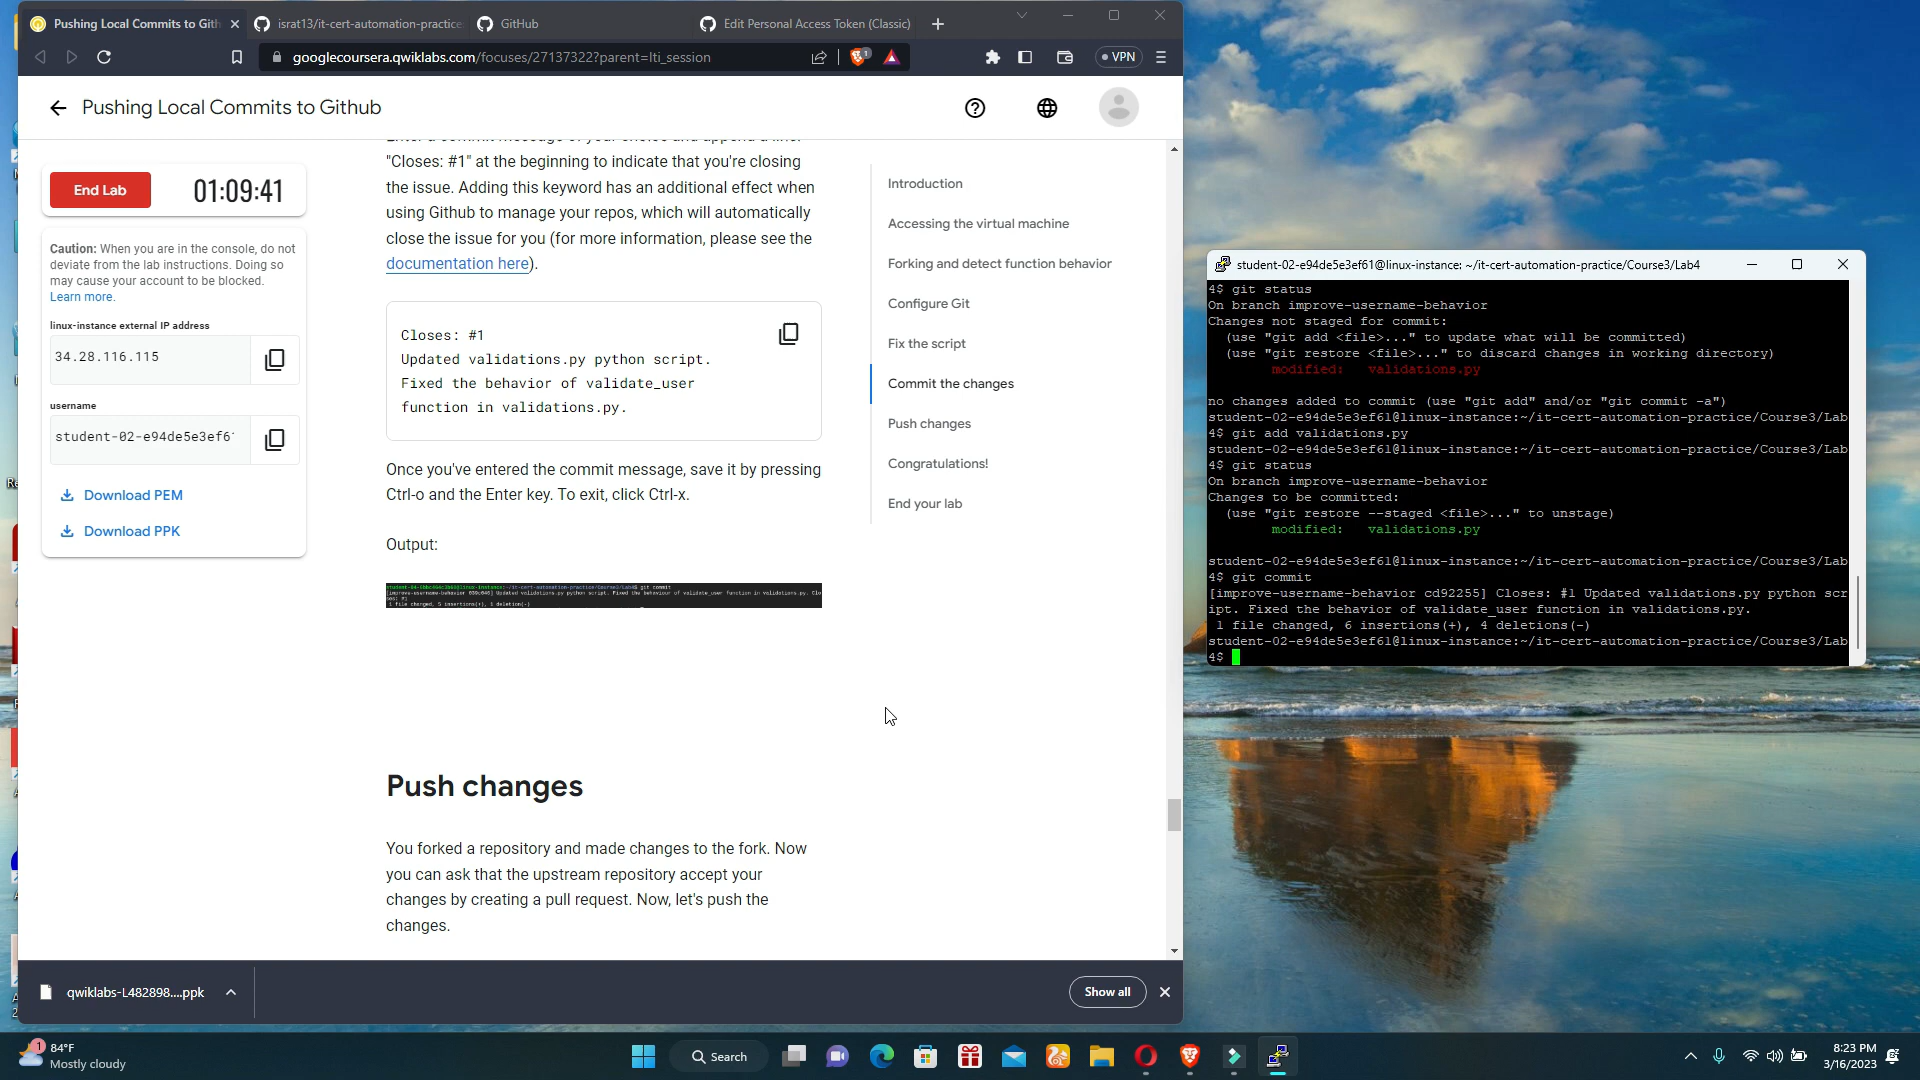 Pushing Local Commits to Gith
israt13/it-cert-automation-practice
GitHub
Edit Personal Access Token (Classic)
googlecoursera.qwiklabs.com/focuses/27137322?parent=lti_session
1
VPN
Pushing Local Commits to Github
End Lab
01:09:41
Caution: When you are in the console, do not
deviate from the lab instructions. Doing so
may cause your account to be blocked.
Learn more.
linux-instance external IP address
34.28.116.115
username
student-02-e94de5e3ef6
Download PEM
Download PPK
"Closes: #1" at the beginning to indicate that you're closing
the issue. Adding this keyword has an additional effect when
using Github to manage your repos, which will automatically
close the issue for you (for more information, please see the
documentation here).
Closes: #1
Updated validations.py python script.
Fixed the behavior of validate_user
function in validations.py.
Once you've entered the commit message, save it by pressing
Ctrl-o and the Enter key. To exit, click Ctrl-x.
Output:
Push changes
You forked a repository and made changes to the fork. Now
you can ask that the upstream repository accept your
changes by creating a pull request. Now, let's push the
changes.
Introduction
Accessing the virtual machine
Forking and detect function behavior
Configure Git
Fix the script
Commit the changes
Push changes
Congratulations!
End your lab
qwiklabs-L482898....ppk
Show all
student-02-e94de5e3ef61@linux-instance: ~/it-cert-automation-practice/Course3/Lab4
4$ git status
On branch improve-username-behavior
Changes not staged for commit:
(use "git add <file>..." to update what will be committed)
(use "git restore <file>..." to discard changes in working directory)
modified: validations.py
no changes added to commit (use "git add" and/or "git commit -a")
student-02-e94de5e3ef61@linux-instance:~/it-cert-automation-practice/Course3/Lab
4$ git add validations.py
student-02-e94de5e3ef61@linux-instance:~/it-cert-automation-practice/Course3/Lab
4$ git status
On branch improve-username-behavior
Changes to be committed:
(use "git restore --staged <file>..." to unstage)
modified: validations.py
student-02-e94de5e3ef61@linux-instance:~/it-cert-automation-practice/Course3/Lab
4$ git commit
[improve-username-behavior cd92255] Closes: #1 Updated validations.py python scr
ipt. Fixed the behavior of validate_user function in validations.py.
1 file changed, 6 insertions(+), 4 deletions(-)
student-02-e94de5e3ef61@linux-instance:~/it-cert-automation-practice/Course3/Lab
4$
1
84°F
Mostly cloudy
Search
8:23 PM
3/16/2023